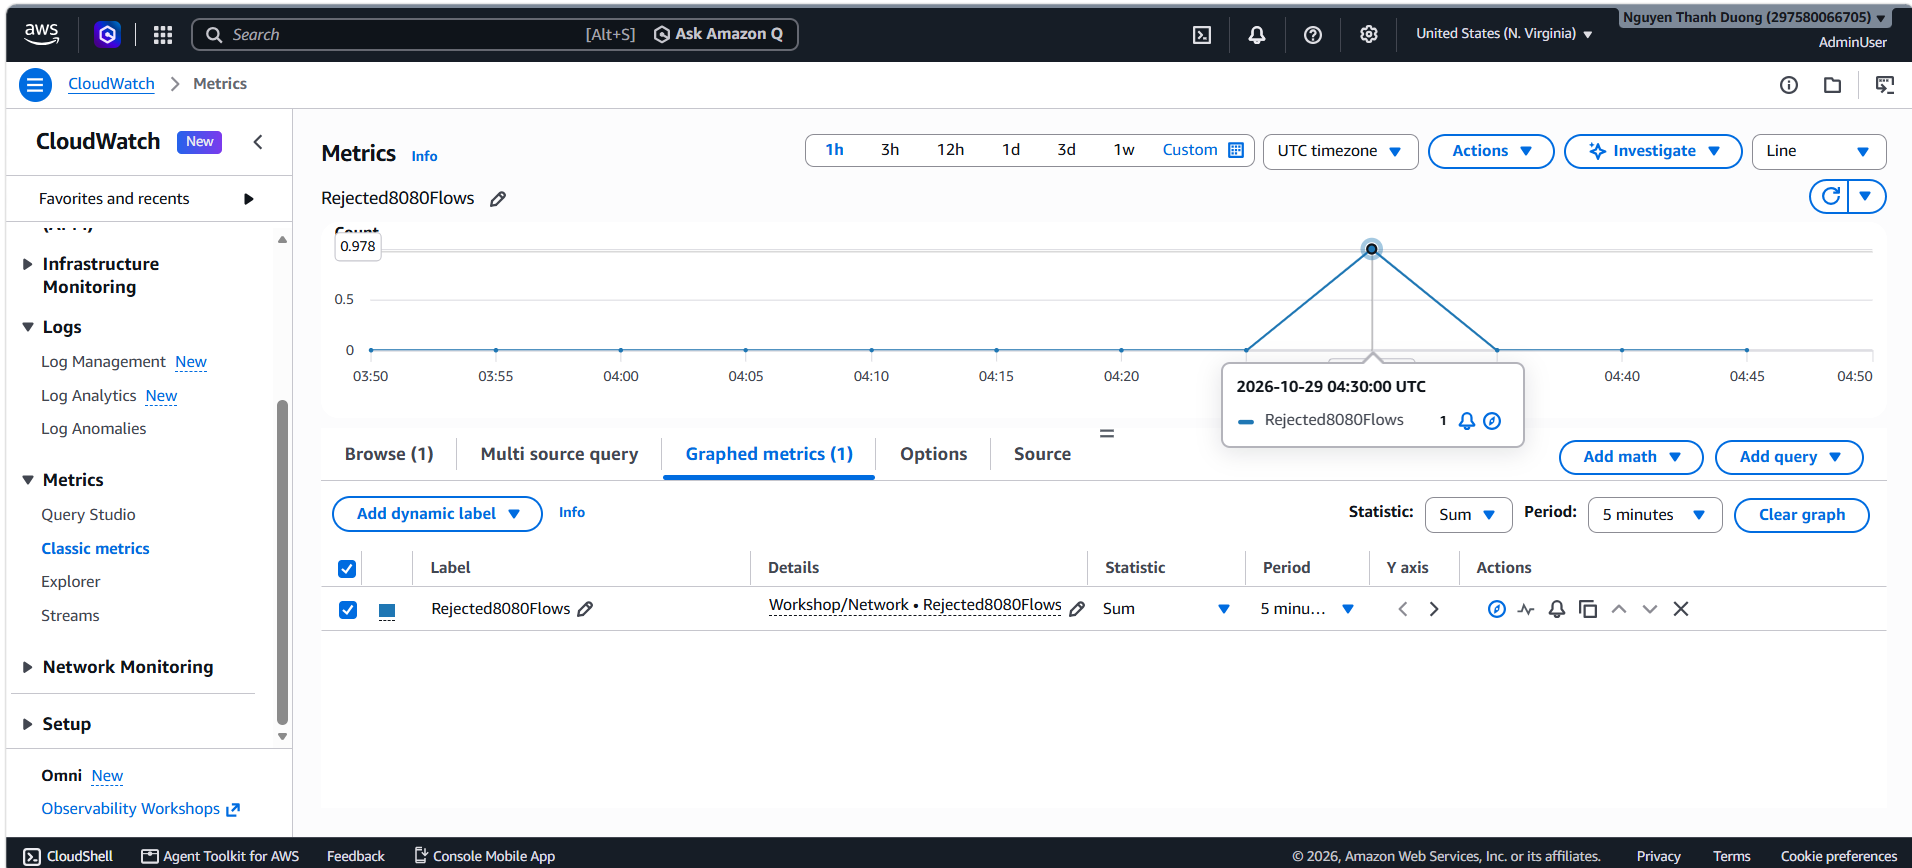 aws
Search [Alt+S] Ask Amazon Q
United States (N. Virginia)
Nguyen Thanh Duong (297580066705)
AdminUser
CloudWatch > Metrics
CloudWatch New
Favorites and recents
Infrastructure
Monitoring
Logs
Log Management New
Log Analytics New
Log Anomalies
Metrics
Query Studio
Classic metrics
Explorer
Streams
Network Monitoring
Setup
Omni New
Observability Workshops
Metrics Info
1h 3h 12h 1d 3d 1w Custom UTC timezone Actions Investigate Line
Rejected8080Flows
Count
0.978
0.5
0
03:50 03:55 04:00 04:05 04:10 04:15 04:20 04:40 04:45 04:50
2026-10-29 04:30:00 UTC
Rejected8080Flows 1
Browse (1) Multi source query Graphed metrics (1) Options Source Add math Add query
Add dynamic label Info Statistic: Sum Period: 5 minutes Clear graph
Label Details Statistic Period Y axis Actions
Rejected8080Flows Workshop/Network • Rejected8080Flows Sum 5 minu...
CloudShell Agent Toolkit for AWS Feedback Console Mobile App © 2026, Amazon Web Services, Inc. or its affiliates. Privacy Terms Cookie preferences